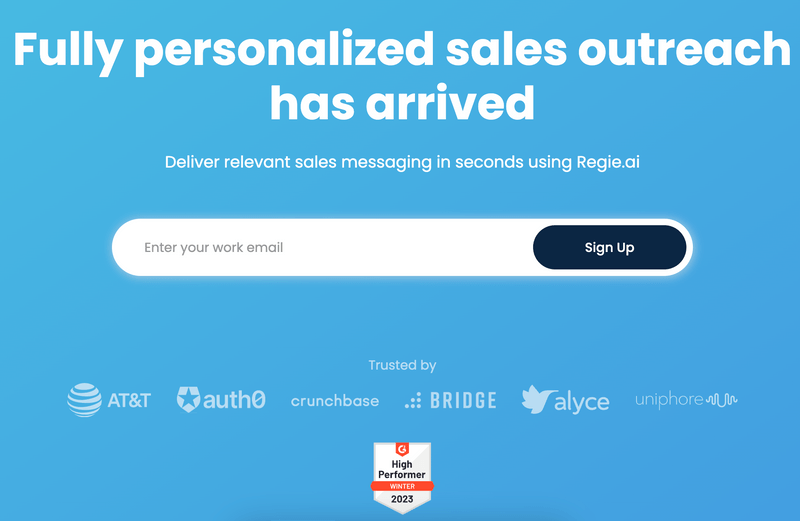 Fully personalized sales outreach
has arrived
Deliver relevant sales messaging in seconds using Regie.ai
Enter your work email
Sign Up
Trusted by
AT&T
auth0
crunchbase
BRIDGE
alyce
uniphore
G
High
Performer
WINTER
2023